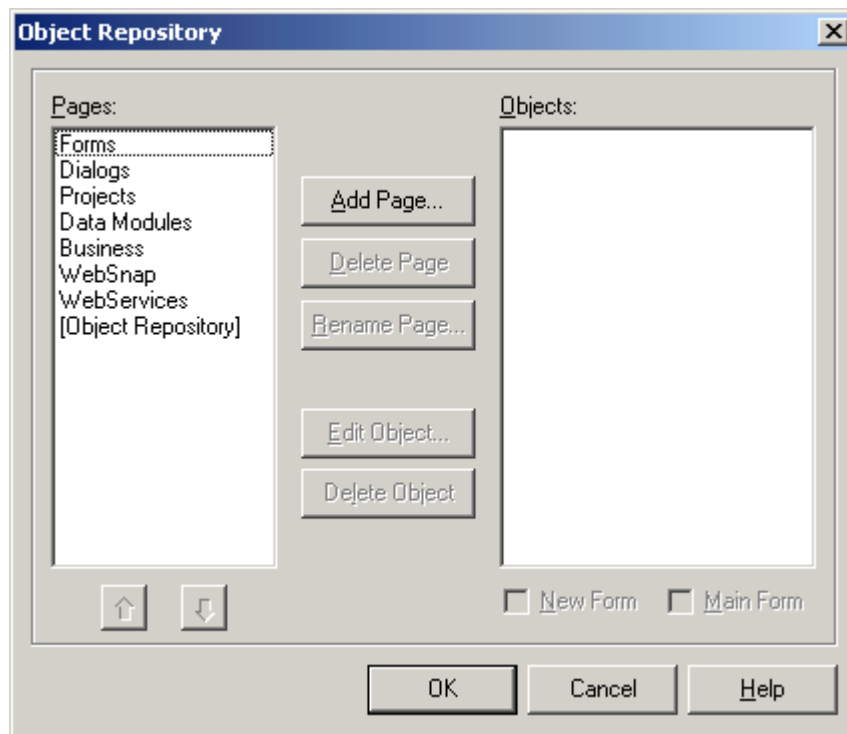 Object Repository
Pages:
Forms
Dialogs
Projects
Data Modules
Business
WebSnap
WebServices
[Object Repository]
Add Page...
Delete Page
Rename Page...
Edit Object...
Delete Object
Objects:
New Form
Main Form
OK
Cancel
Help